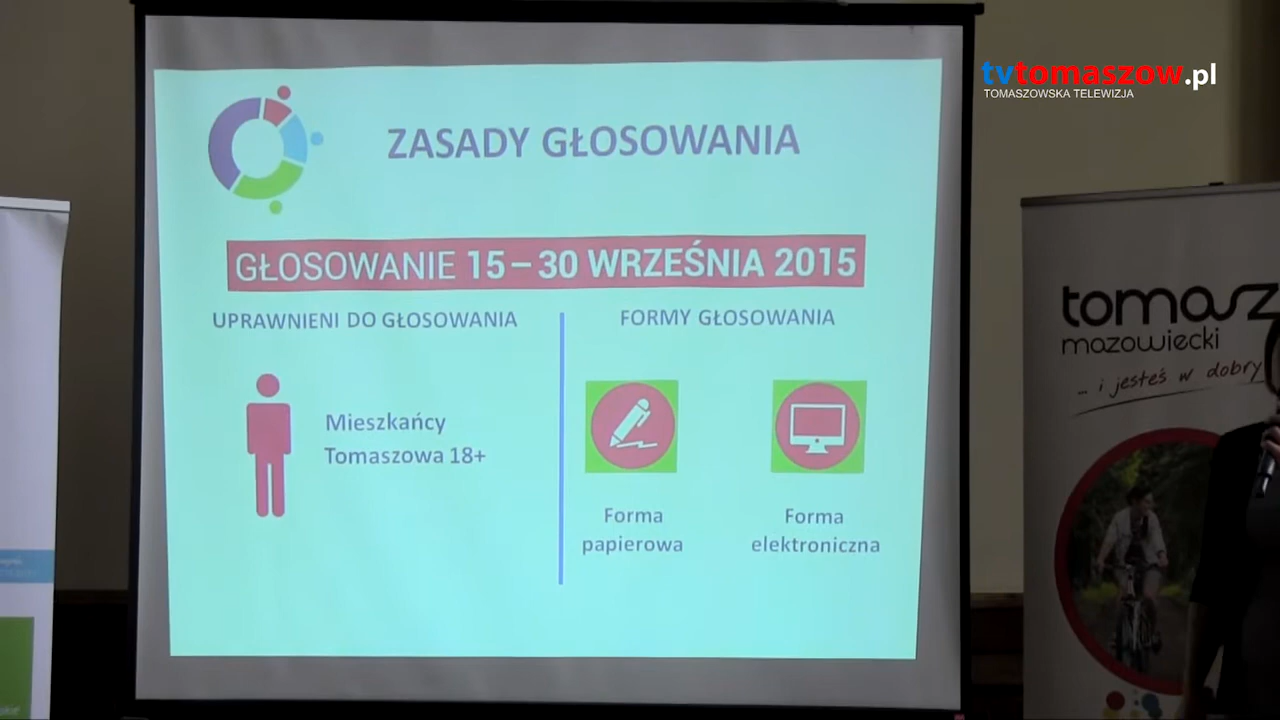 tvtomaszow.pl
TOMASZOWSKA TELEWIZJA
ZASADY GŁOSOWANIA
GŁOSOWANIE 15 – 30 WRZEŚNIA 2015
UPRAWNIENI DO GŁOSOWANIA
FORMY GŁOSOWANIA
Mieszkańcy
Tomaszowa 18+
Forma
papierowa
Forma
elektroniczna
tomasz
mazowiecki
... i jesteś w dobry